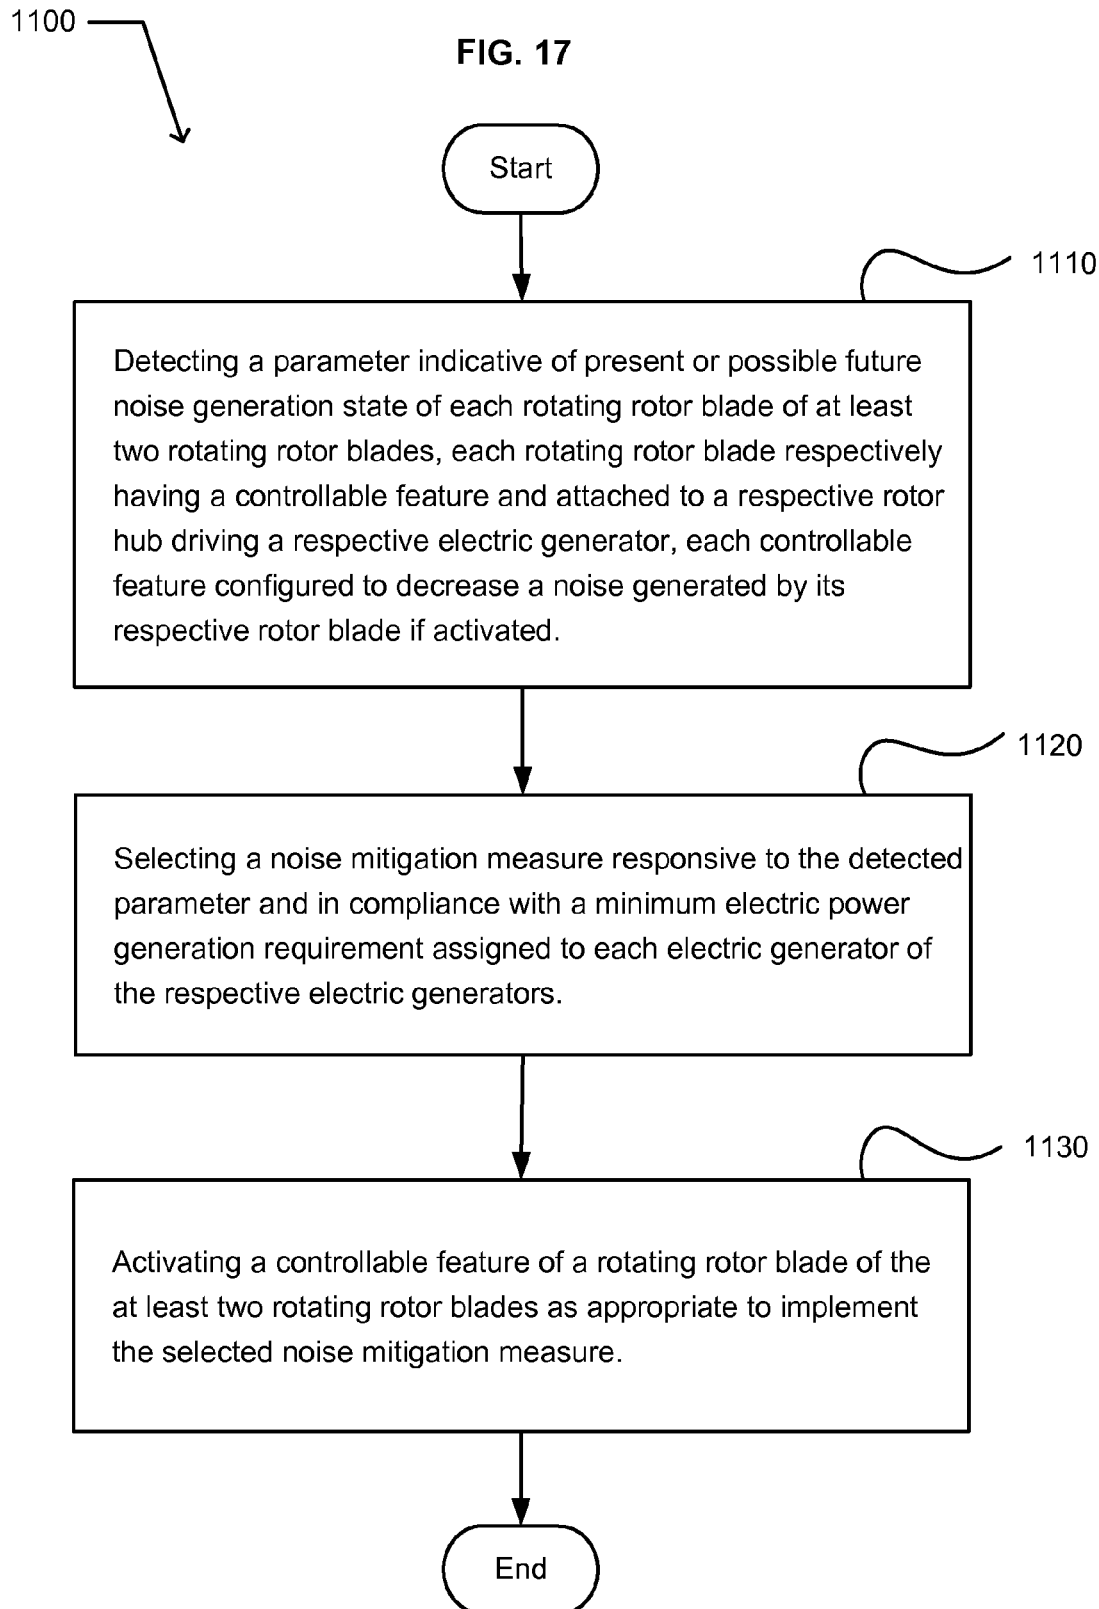 1100
FIG. 17
Start
1110
Detecting a parameter indicative of present or possible future
noise generation state of each rotating rotor blade of at least
two rotating rotor blades, each rotating rotor blade respectively
having a controllable feature and attached to a respective rotor
hub driving a respective electric generator, each controllable
feature configured to decrease a noise generated by its
respective rotor blade if activated.
1120
Selecting a noise mitigation measure responsive to the detected
parameter and in compliance with a minimum electric power
generation requirement assigned to each electric generator of
the respective electric generators.
1130
Activating a controllable feature of a rotating rotor blade of the
at least two rotating rotor blades as appropriate to implement
the selected noise mitigation measure.
End